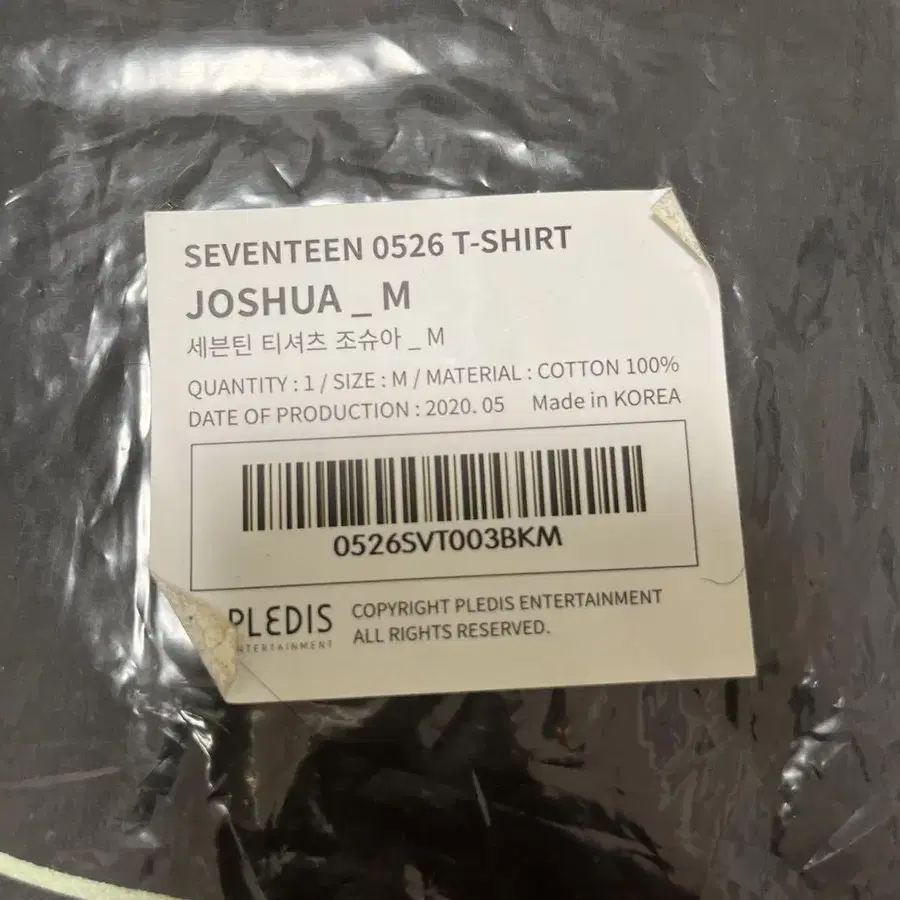 SEVENTEEN 0526 T-SHIRT
JOSHUA _ M
세븐틴 티셔츠 조슈아 _ M
QUANTITY : 1 / SIZE : M / MATERIAL : COTTON 100%
DATE OF PRODUCTION : 2020. 05 Made in KOREA
0526SVT003BKM
PLEDIS
NTERTAINMENT
COPYRIGHT PLEDIS ENTERTAINMENT
ALL RIGHTS RESERVED.